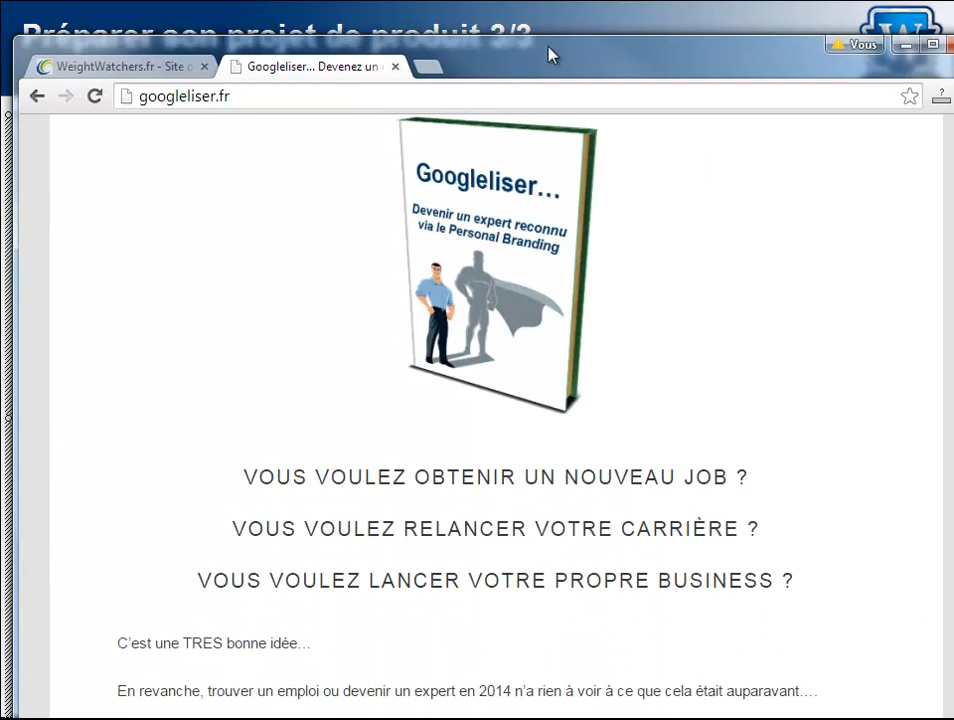 Préparer son projet de produit 3/3
Vous
WeightWatchers.fr - Site
Googleliser... Devenez un
googleliser.fr
Googleliser…
Devenir un expert reconnu
via le Personal Branding
VOUS VOULEZ OBTENIR UN NOUVEAU JOB ?
VOUS VOULEZ RELANCER VOTRE CARRIÈRE ?
VOUS VOULEZ LANCER VOTRE PROPRE BUSINESS ?
C'est une TRES bonne idée…
En revanche, trouver un emploi ou devenir un expert en 2014 n'a rien à voir à ce que cela était auparavant….